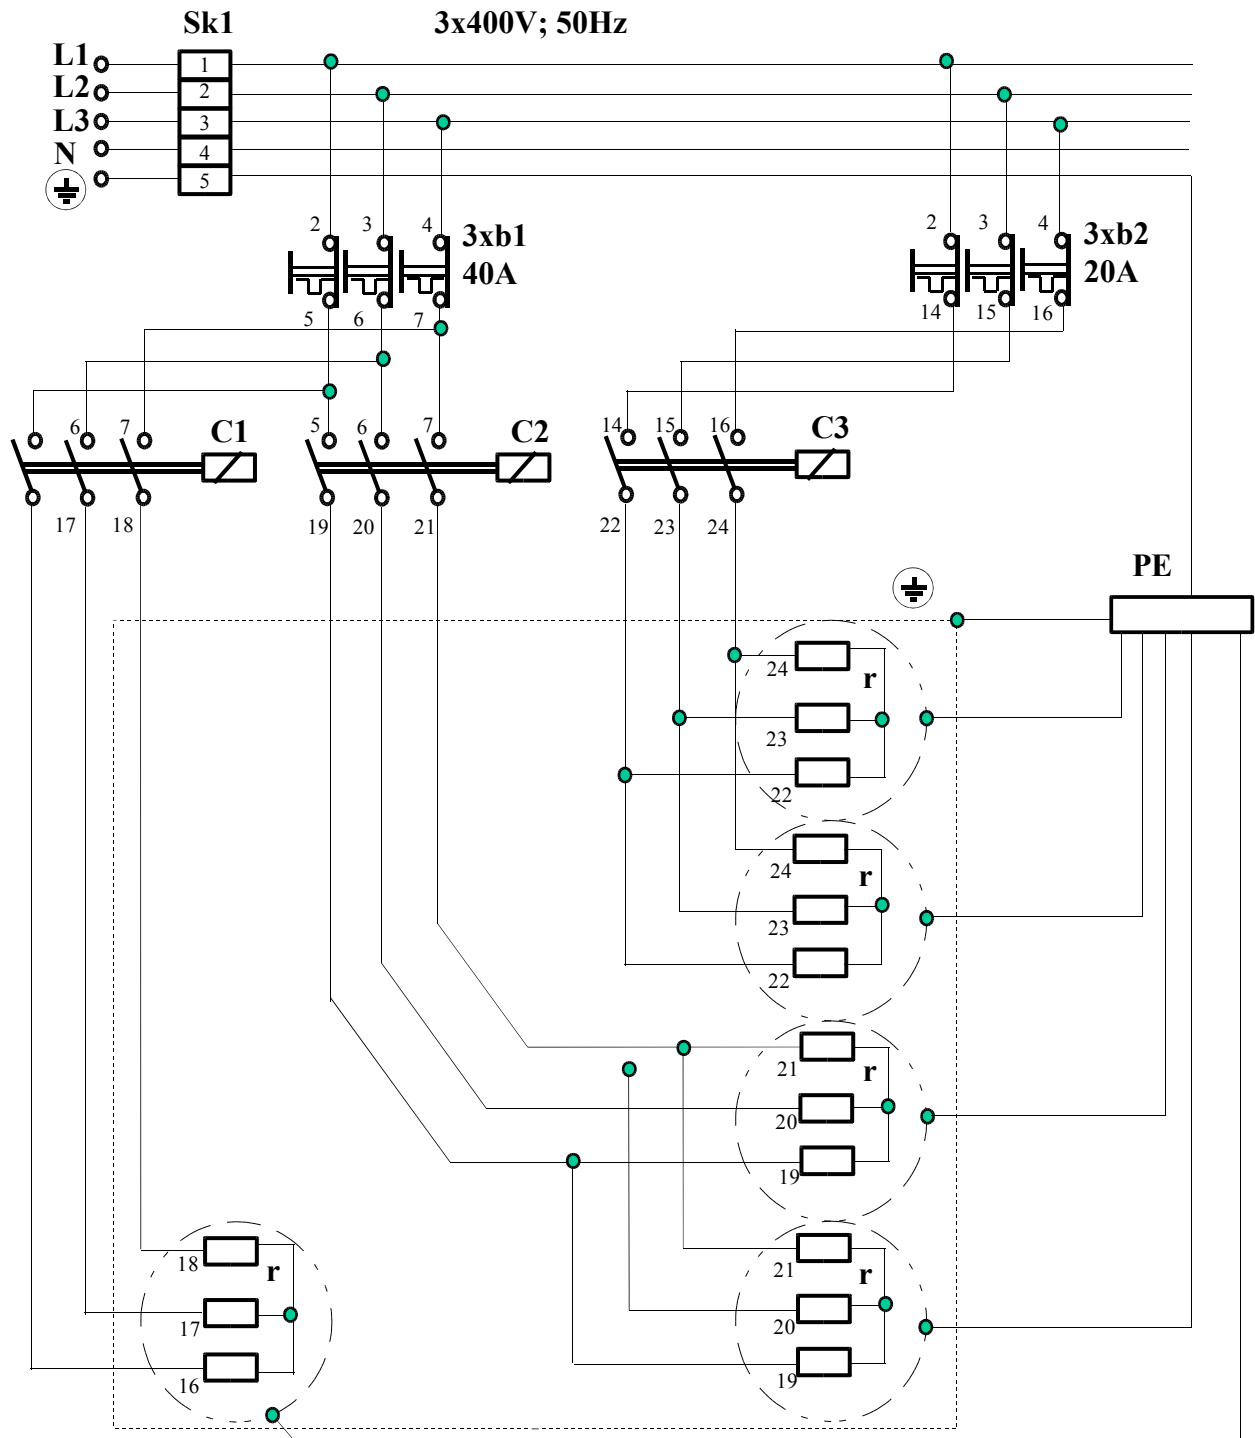 Sk1 3x400V; 50Hz
L1 1
L2 2
L3 3
N 4
5
2 3 4 3xb1 2 3 4 3xb2
40A 20A
5 6 7 14 15 16
6 7 C1 5 6 7 C2 14 15 16 C3
17 18 19 20 21 22 23 24
PE
24 r
23
22
24 r
23
22
21 r
20
19
18 r
17
16
21 r
20
19